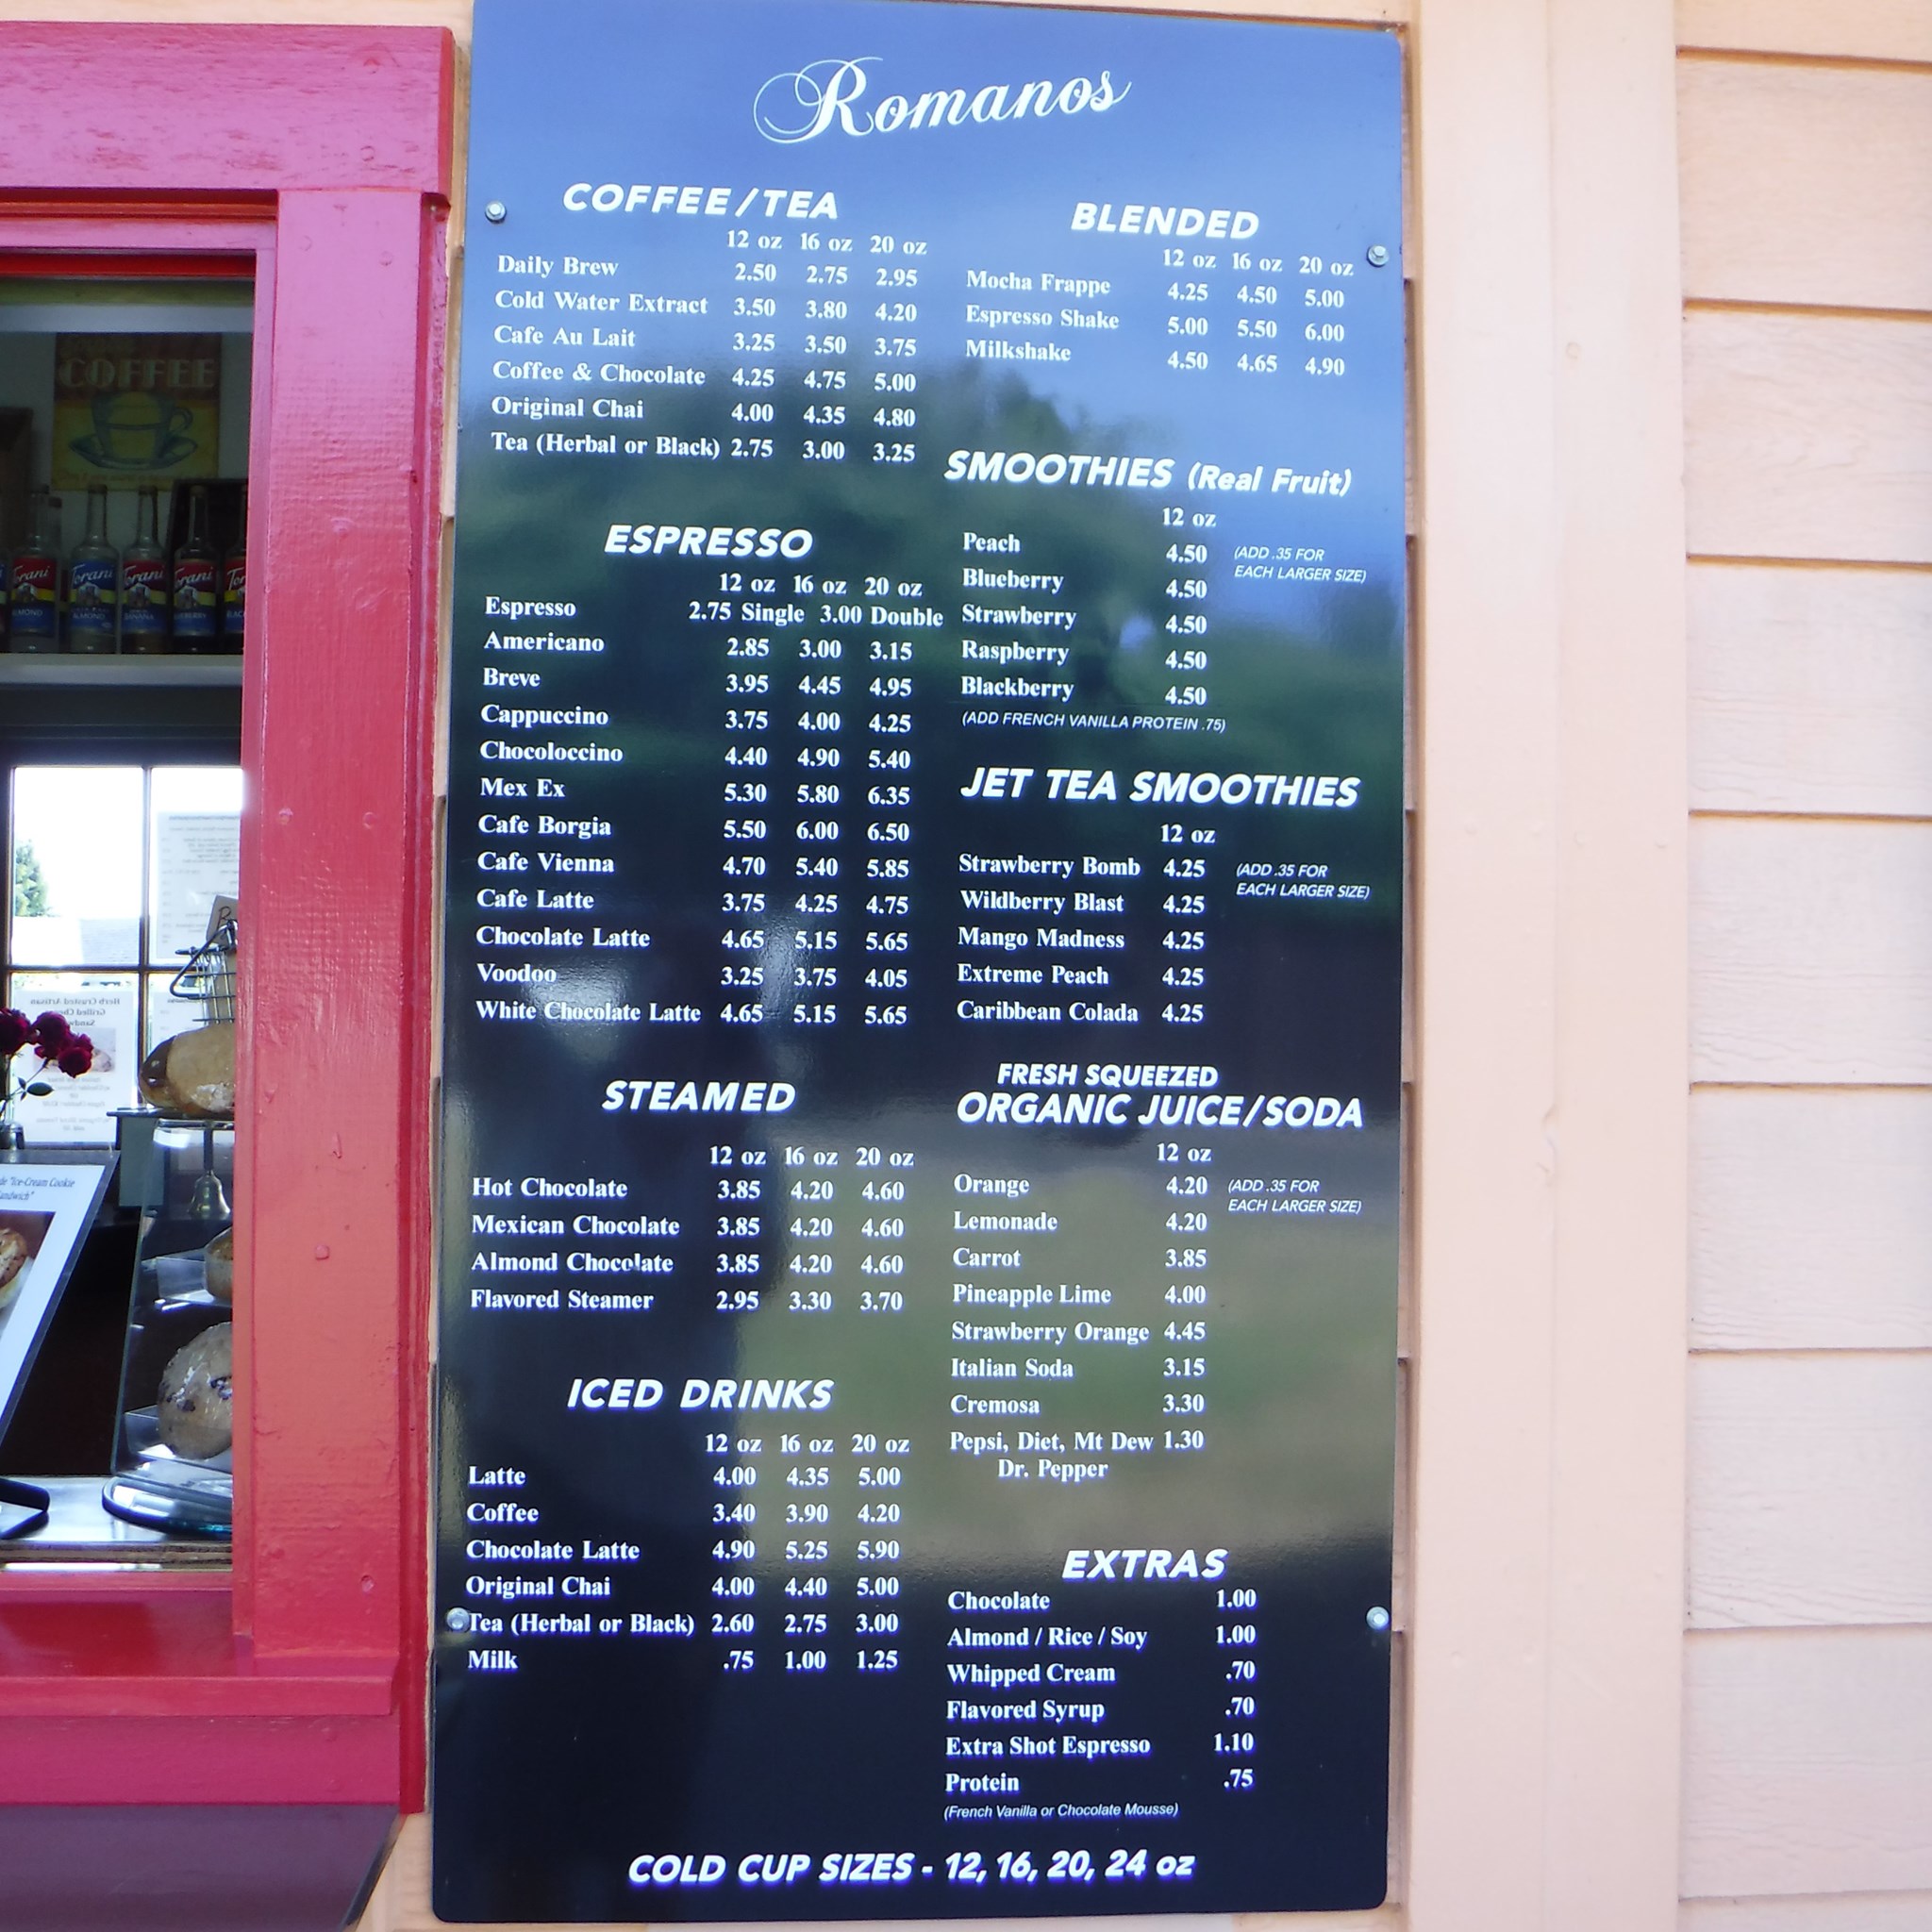 Romanos
COFFEE/TEA
12 oz 16 oz 20 oz
Daily Brew 2.50 2.75 2.95
Cold Water Extract 3.50 3.80 4.20
Cafe Au Lait 3.25 3.50 3.75
Coffee & Chocolate 4.25 4.75 5.00
Original Chai 4.00 4.35 4.80
Tea (Herbal or Black) 2.75 3.00 3.25
ESPRESSO
12 oz 16 oz 20 oz
Espresso 2.75 Single 3.00 Double
Americano 2.85 3.00 3.15
Breve 3.95 4.45 4.95
Cappuccino 3.75 4.00 4.25
Chocoloccino 4.40 4.90 5.40
Mex Ex 5.30 5.80 6.35
Cafe Borgia 5.50 6.00 6.50
Cafe Vienna 4.70 5.40 5.85
Cafe Latte 3.75 4.25 4.75
Chocolate Latte 4.65 5.15 5.65
Voodoo 3.25 3.75 4.05
White Chocolate Latte 4.65 5.15 5.65
STEAMED
12 oz 16 oz 20 oz
Hot Chocolate 3.85 4.20 4.60
Mexican Chocolate 3.85 4.20 4.60
Almond Chocolate 3.85 4.20 4.60
Flavored Steamer 2.95 3.30 3.70
ICED DRINKS
12 oz 16 oz 20 oz
Latte 4.00 4.35 5.00
Coffee 3.40 3.90 4.20
Chocolate Latte 4.90 5.25 5.90
Original Chai 4.00 4.40 5.00
Tea (Herbal or Black) 2.60 2.75 3.00
Milk .75 1.00 1.25
BLENDED
12 oz 16 oz 20 oz
Mocha Frappe 4.25 4.50 5.00
Espresso Shake 5.00 5.50 6.00
Milkshake 4.50 4.65 4.90
SMOOTHIES (Real Fruit)
12 oz
Peach 4.50 (ADD .35 FOR
EACH LARGER SIZE)
Blueberry 4.50
Strawberry 4.50
Raspberry 4.50
Blackberry 4.50
(ADD FRENCH VANILLA PROTEIN .75)
JET TEA SMOOTHIES
12 oz
Strawberry Bomb 4.25 (ADD .35 FOR
EACH LARGER SIZE)
Wildberry Blast 4.25
Mango Madness 4.25
Extreme Peach 4.25
Caribbean Colada 4.25
FRESH SQUEEZED
ORGANIC JUICE/SODA
12 oz
Orange 4.20 (ADD .35 FOR
EACH LARGER SIZE)
Lemonade 4.20
Carrot 3.85
Pineapple Lime 4.00
Strawberry Orange 4.45
Italian Soda 3.15
Cremosa 3.30
Pepsi, Diet, Mt Dew 1.30
Dr. Pepper
EXTRAS
Chocolate 1.00
Almond / Rice / Soy 1.00
Whipped Cream .70
Flavored Syrup .70
Extra Shot Espresso 1.10
Protein .75
(French Vanilla or Chocolate Mousse)
COLD CUP SIZES - 12, 16, 20, 24 oz
COFFEE
Torani
Torani
Torani
ALMOND
"Ice-Cream Cookie